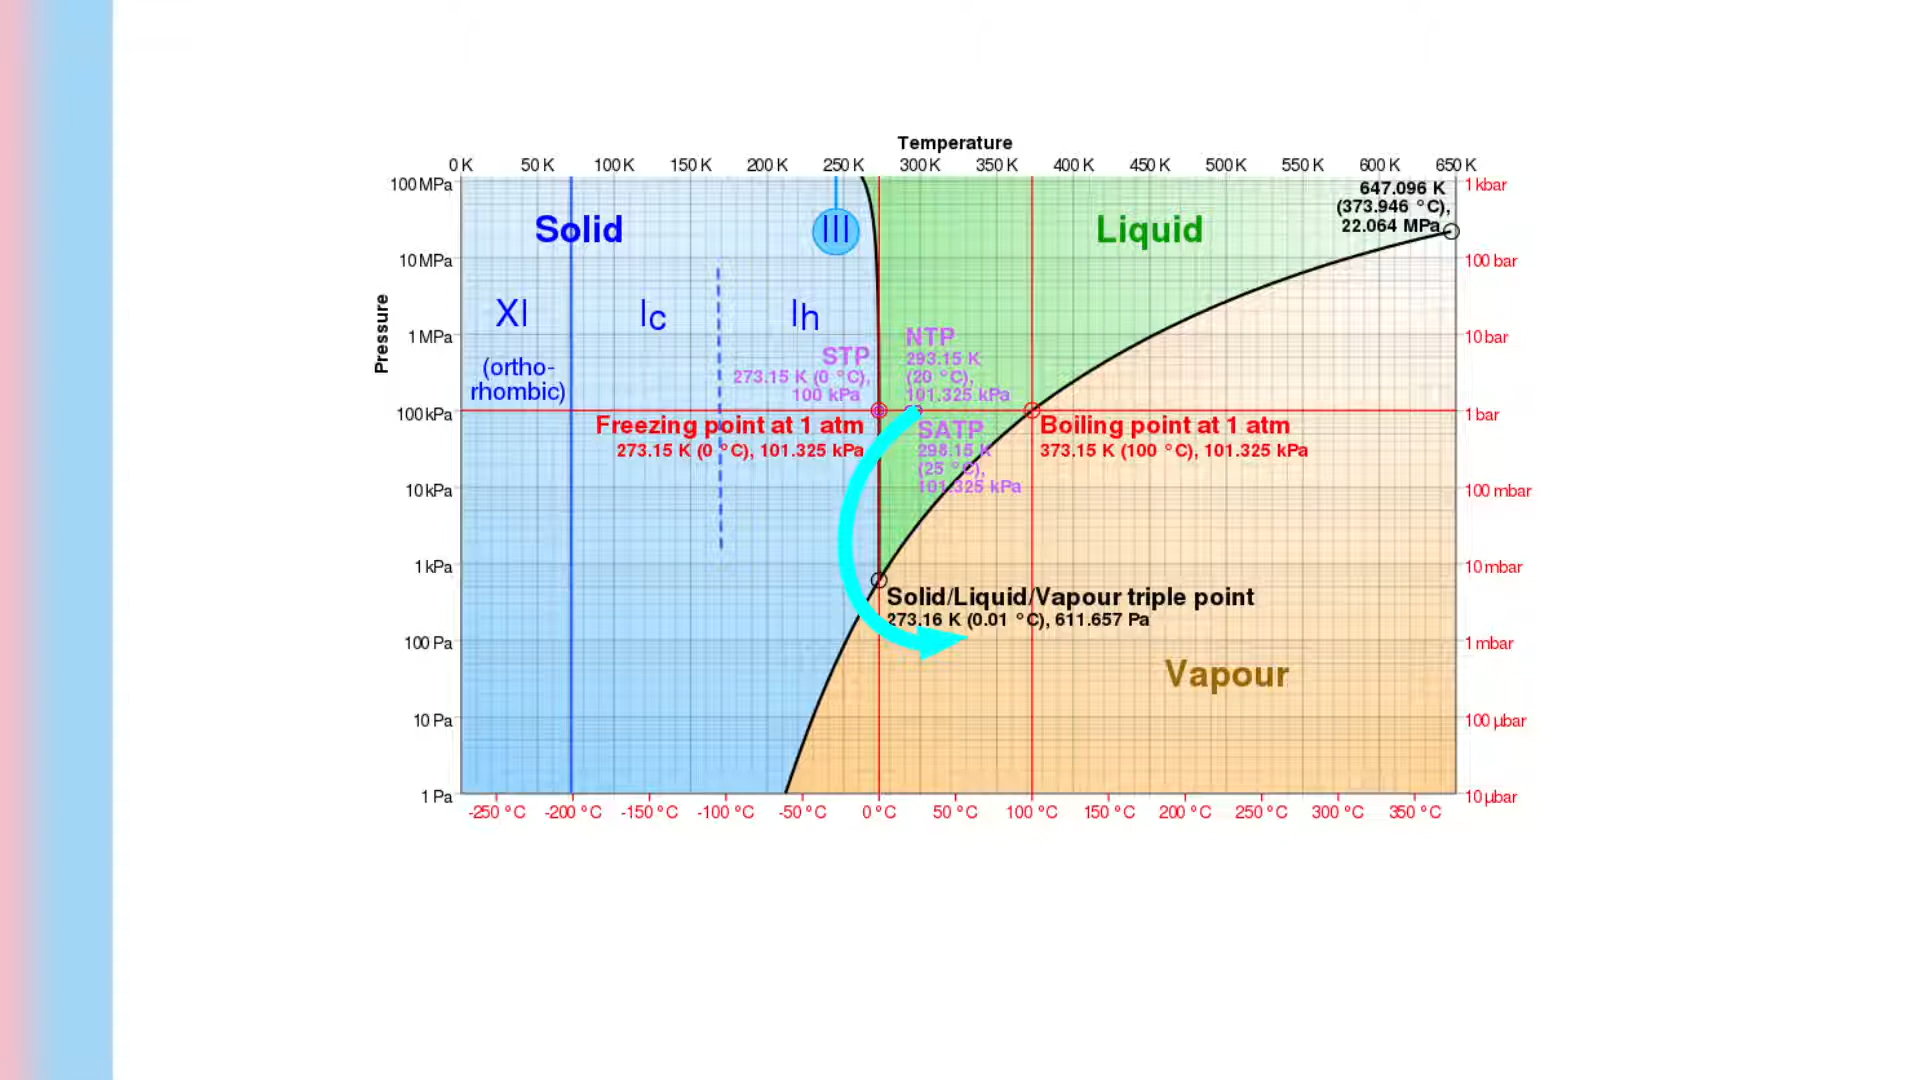 Temperature
0 K 50 K 100 K 150 K 200 K 250 K 300 K 350 K 400 K 450 K 500 K 550 K 600 K 650 K
Pressure
100 MPa
10 MPa
1 MPa
100 kPa
10 kPa
1 kPa
100 Pa
10 Pa
1 Pa
1 kbar
100 bar
10 bar
1 bar
100 mbar
10 mbar
1 mbar
100 µbar
10 µbar
Solid
III
Liquid
647.096 K
(373.946 °C),
22.064 MPa
XI
(ortho-
rhombic)
Ic
Ih
STP
273.15 K (0 °C),
100 kPa
NTP
293.15 K
(20 °C),
101.325 kPa
Freezing point at 1 atm
273.15 K (0 °C), 101.325 kPa
SATP
298.15 K
(25 °C),
101.325 kPa
Boiling point at 1 atm
373.15 K (100 °C), 101.325 kPa
Solid/Liquid/Vapour triple point
273.16 K (0.01 °C), 611.657 Pa
Vapour
-250 °C -200 °C -150 °C -100 °C -50 °C 0 °C 50 °C 100 °C 150 °C 200 °C 250 °C 300 °C 350 °C